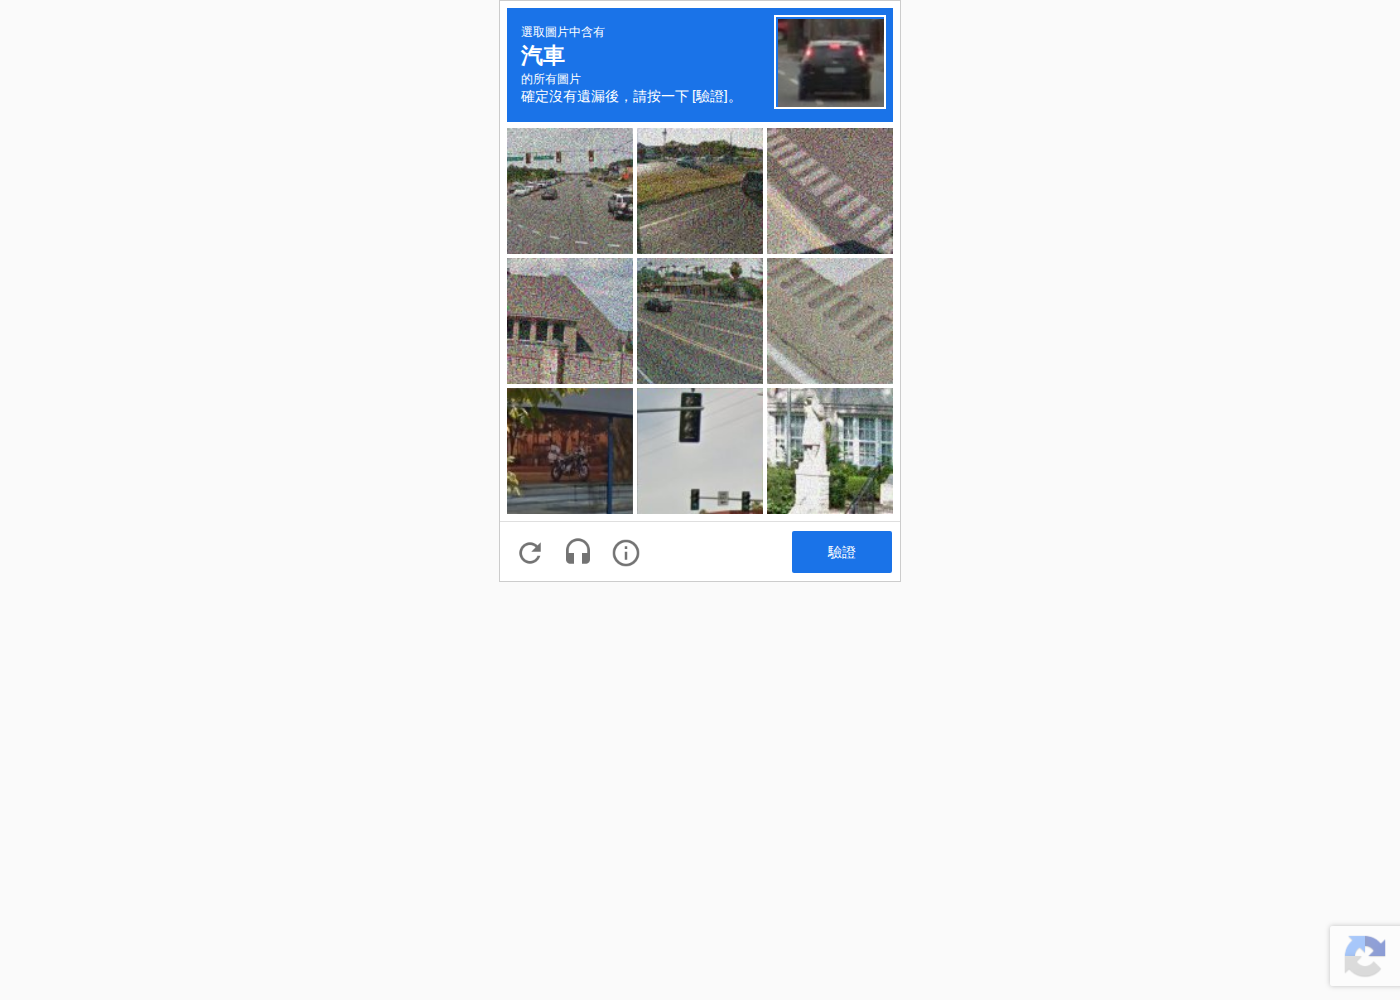 選取圖片中含有
汽車
的所有圖片
確定沒有遺漏後，請按一下 [驗證]。
驗證